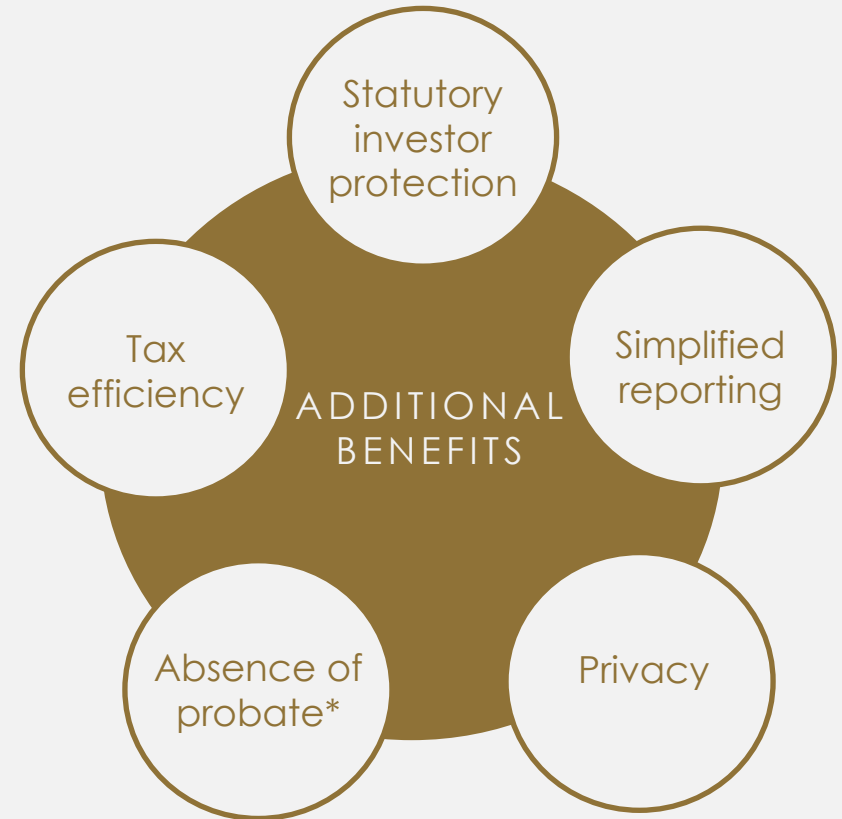 Statutory
investor
protection
Tax
efficiency
Simplified
reporting
ADDITIONAL
BENEFITS
Absence of
probate*
Privacy